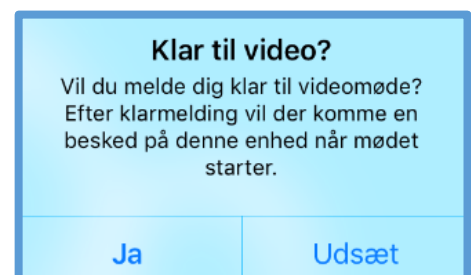 Klar til video?
Vil du melde dig klar til videomøde?
Efter klarmelding vil der komme en
besked på denne enhed når mødet
starter.
Ja
Udsæt